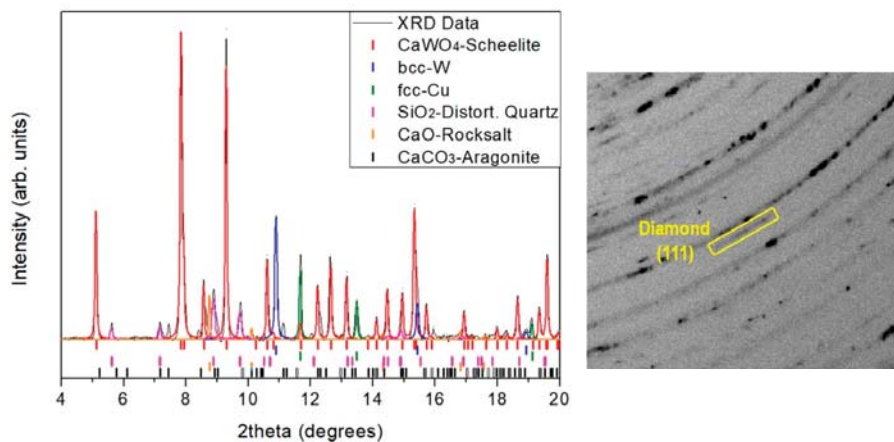 XRD Data
CaWO₄-Scheelite
bcc-W
fcc-Cu
SiO₂-Distort. Quartz
CaO-Rocksalt
CaCO₃-Aragonite
Intensity (arb. units)
4 6 8 10 12 14 16 18 20
2theta (degrees)
Diamond
(111)